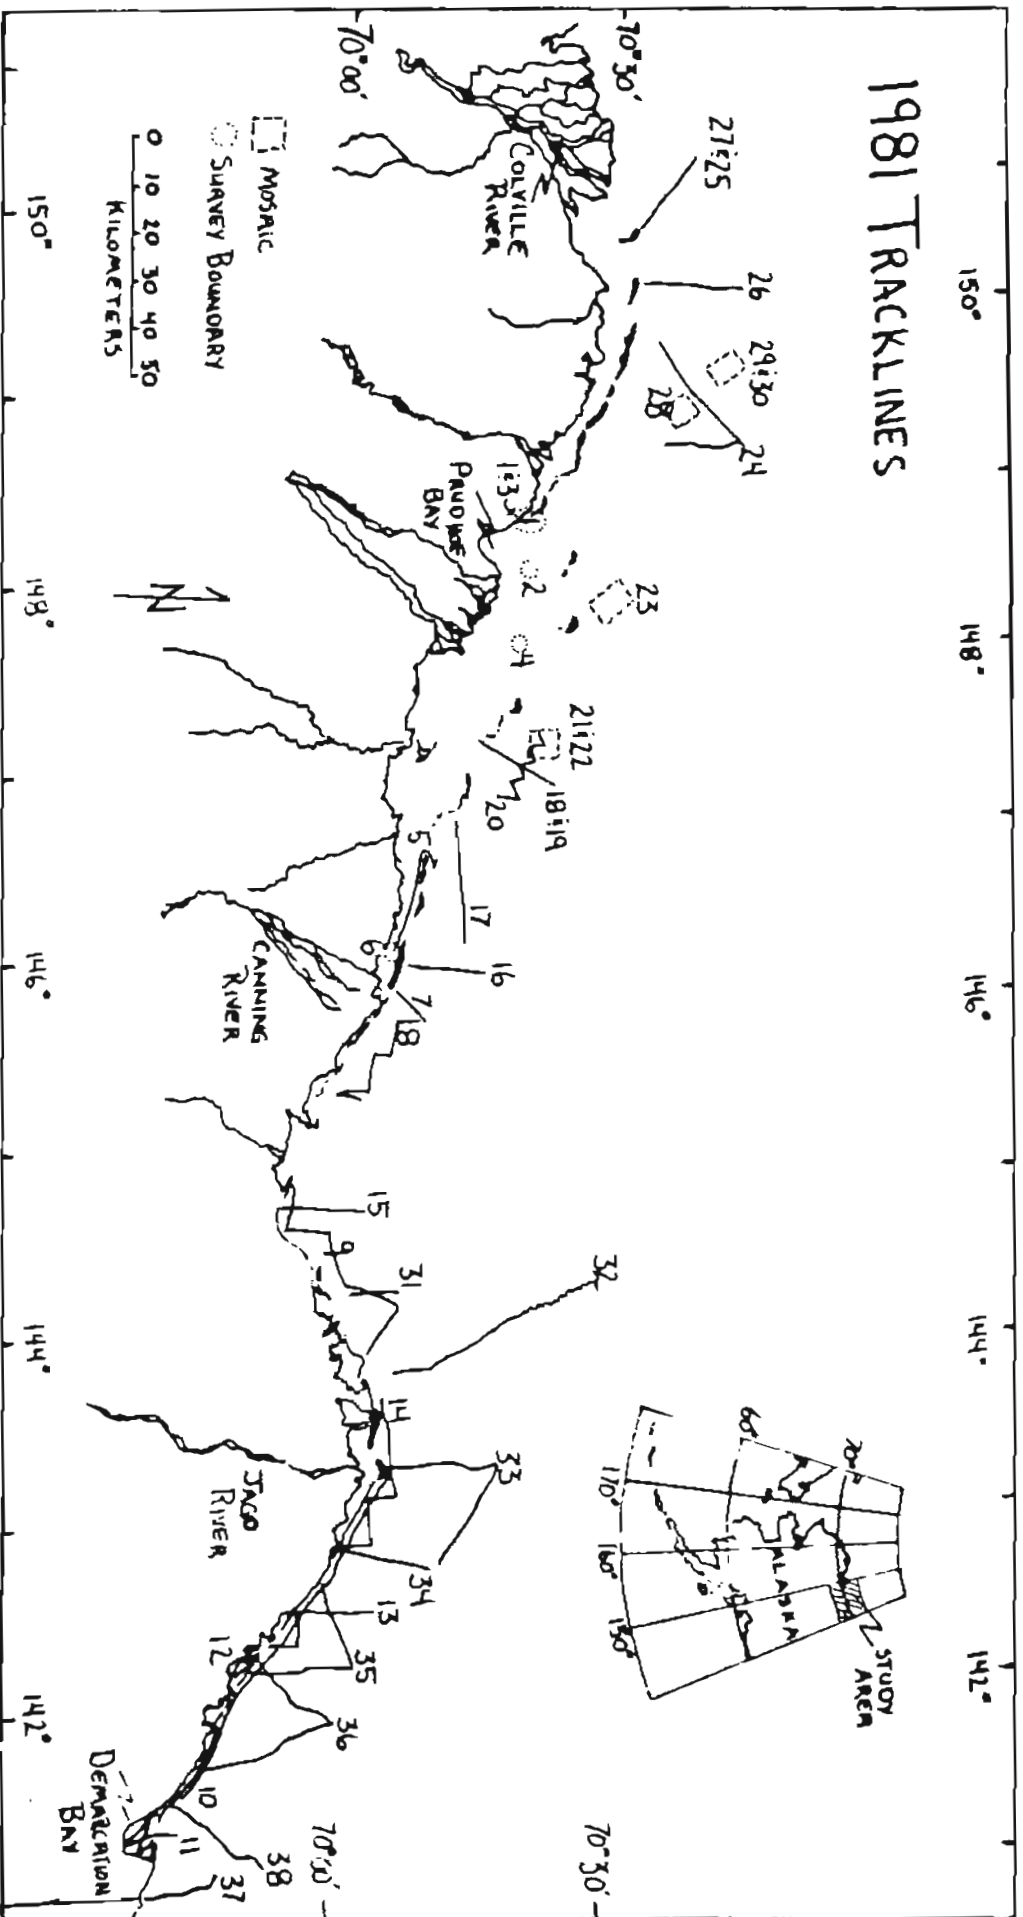 1981 TRACKLINES
150°
148°
146°
144°
142°
70°30'
70°00'
27&25
26
29&30
28
24
COLVILLE
RIVER
1&3
PRUDHOE
BAY
2
23
4
21&22
18&19
20
17
5
6
16
7
8
CANNING
RIVER
15
9
31
32
14
33
JAGO
RIVER
34
13
12
35
36
10
11
38
37
DEMARCATION
BAY
70°30'
70°00'
MOSAIC
SURVEY BOUNDARY
0 10 20 30 40 50
KILOMETERS
N
150°
148°
146°
144°
142°
70°
60°
170°
160°
150°
ALASKA
STUDY
AREA